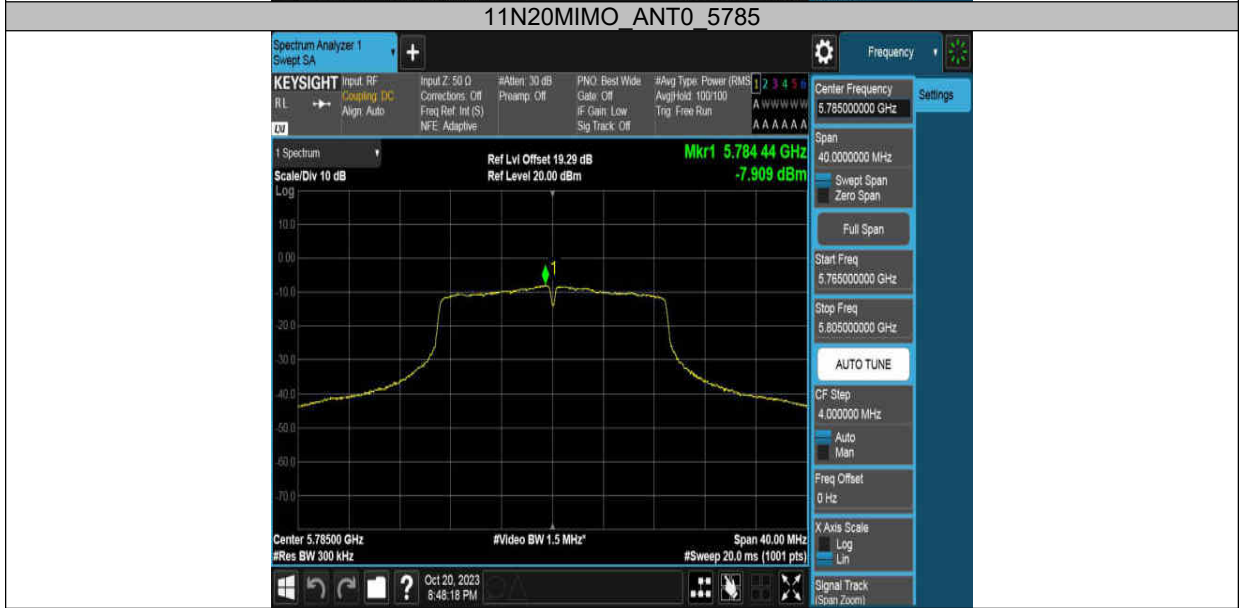 11N20MIMO_ANT0_5785
Spectrum Analyzer 1
Swept SA
Frequency
KEYSIGHT
RL
LXI
Input: RF
Coupling: DC
Align: Auto
Input Z: 50 Ω
Corrections: Off
Freq Ref: Int (S)
NFE: Adaptive
#Atten: 30 dB
Preamp: Off
PNO: Best Wide
Gate: Off
IF Gain: Low
Sig Track: Off
#Avg Type: Power (RMS
Avg|Hold: 100/100
Trig: Free Run
1 2 3 4 5 6
A W W W W W
A A A A A A
1 Spectrum
Scale/Div 10 dB
Log
Ref Lvl Offset 19.29 dB
Ref Level 20.00 dBm
Mkr1 5.784 44 GHz
-7.909 dBm
10.0
0.00
-10.0
-20.0
-30.0
-40.0
-50.0
-60.0
-70.0
1
Center 5.78500 GHz
#Res BW 300 kHz
#Video BW 1.5 MHz*
Span 40.00 MHz
#Sweep 20.0 ms (1001 pts)
Oct 20, 2023
8:48:18 PM
Center Frequency
5.785000000 GHz
Settings
Span
40.0000000 MHz
Swept Span
Zero Span
Full Span
Start Freq
5.765000000 GHz
Stop Freq
5.805000000 GHz
AUTO TUNE
CF Step
4.000000 MHz
Auto
Man
Freq Offset
0 Hz
X Axis Scale
Log
Lin
Signal Track
(Span Zoom)